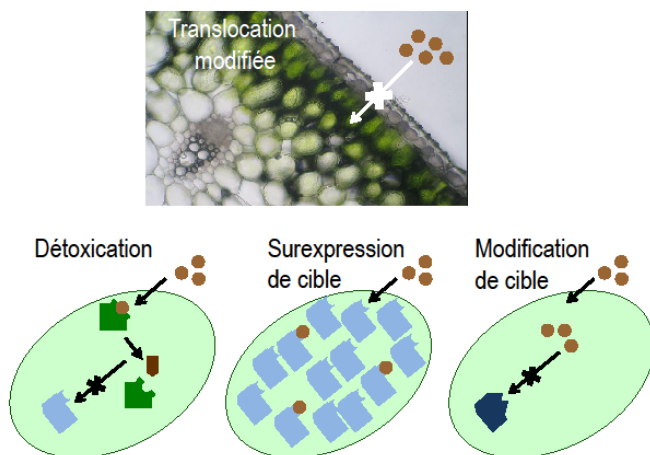 Translocation
modifiée
Détoxication
Surexpression
de cible
Modification
de cible